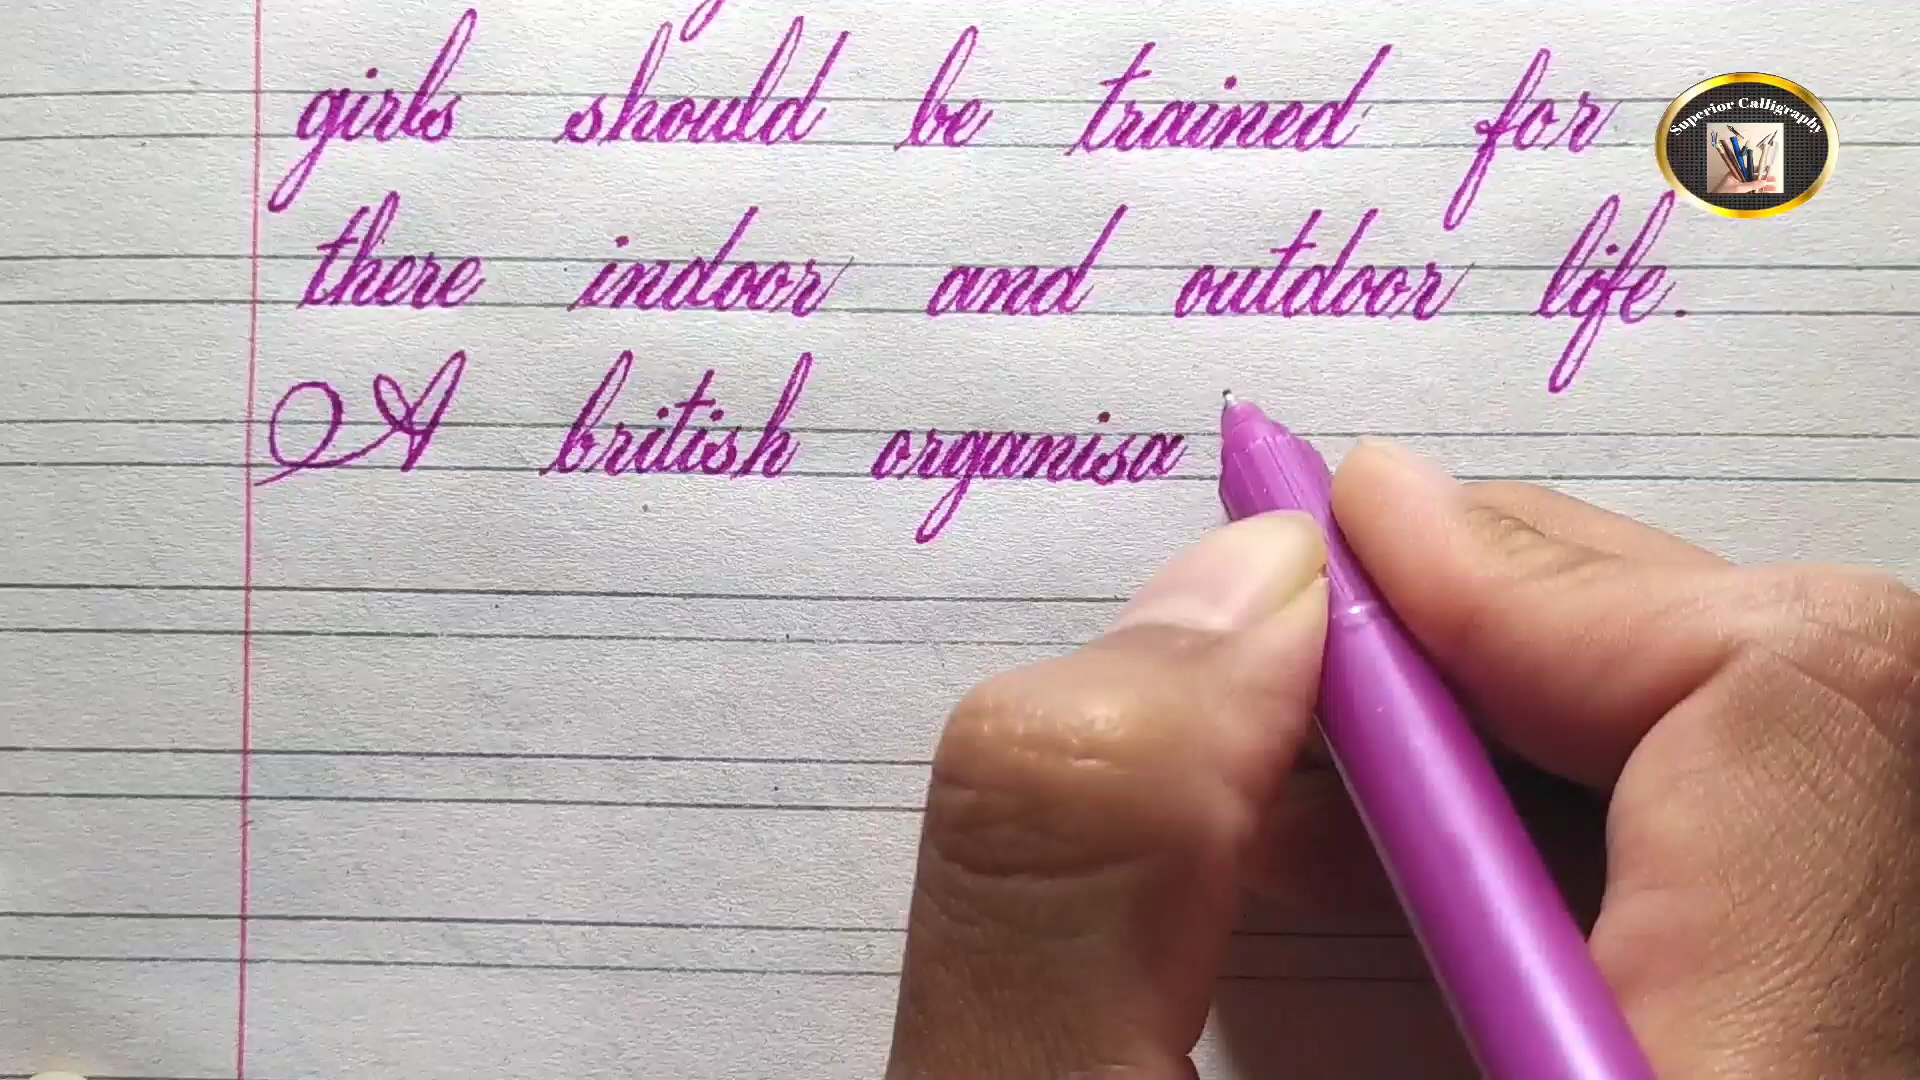 girls should be trained for
there indoor and outdoor life.
A british organisa
Superior Calligraphy